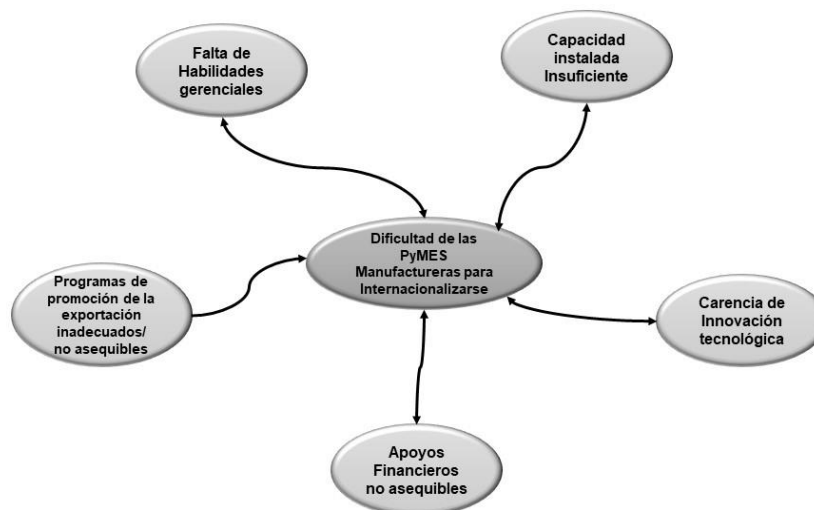 Falta de
Habilidades
gerenciales
Capacidad
instalada
Insuficiente
Dificultad de las
PyMES
Manufactureras para
Internacionalizarse
Programas de
promoción de la
exportación
inadecuados/
no asequibles
Carencia de
Innovación
tecnológica
Apoyos
Financieros
no asequibles